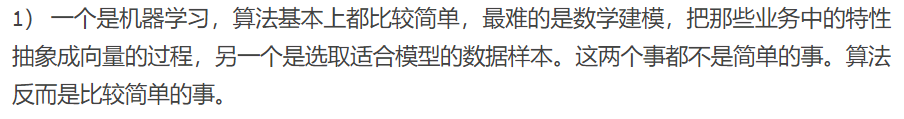 1） 一个是机器学习，算法基本上都比较简单，最难的是数学建模，把那些业务中的特性
抽象成向量的过程，另一个是选取适合模型的数据样本。这两个事都不是简单的事。算法
反而是比较简单的事。